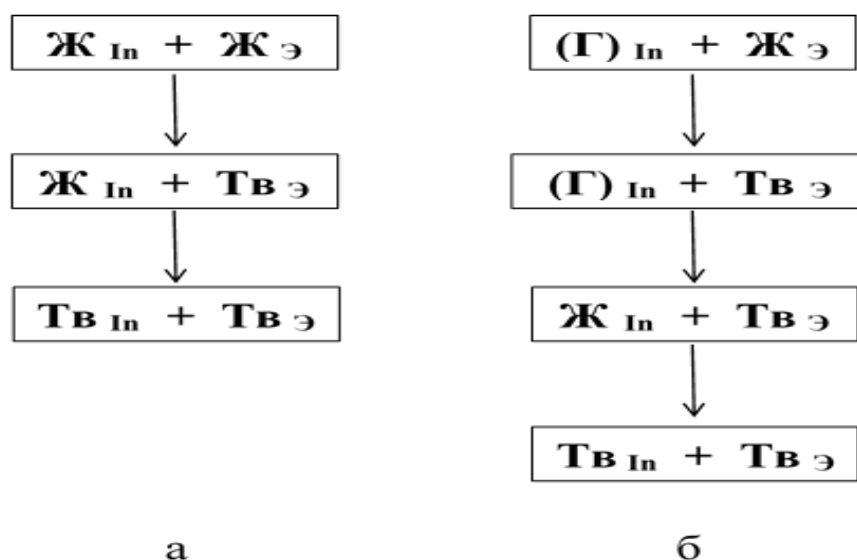 Ж In + Ж Э
Ж In + Тв Э
Тв In + Тв Э
а
(Г) In + Ж Э
(Г) In + Тв Э
Ж In + Тв Э
Тв In + Тв Э
б